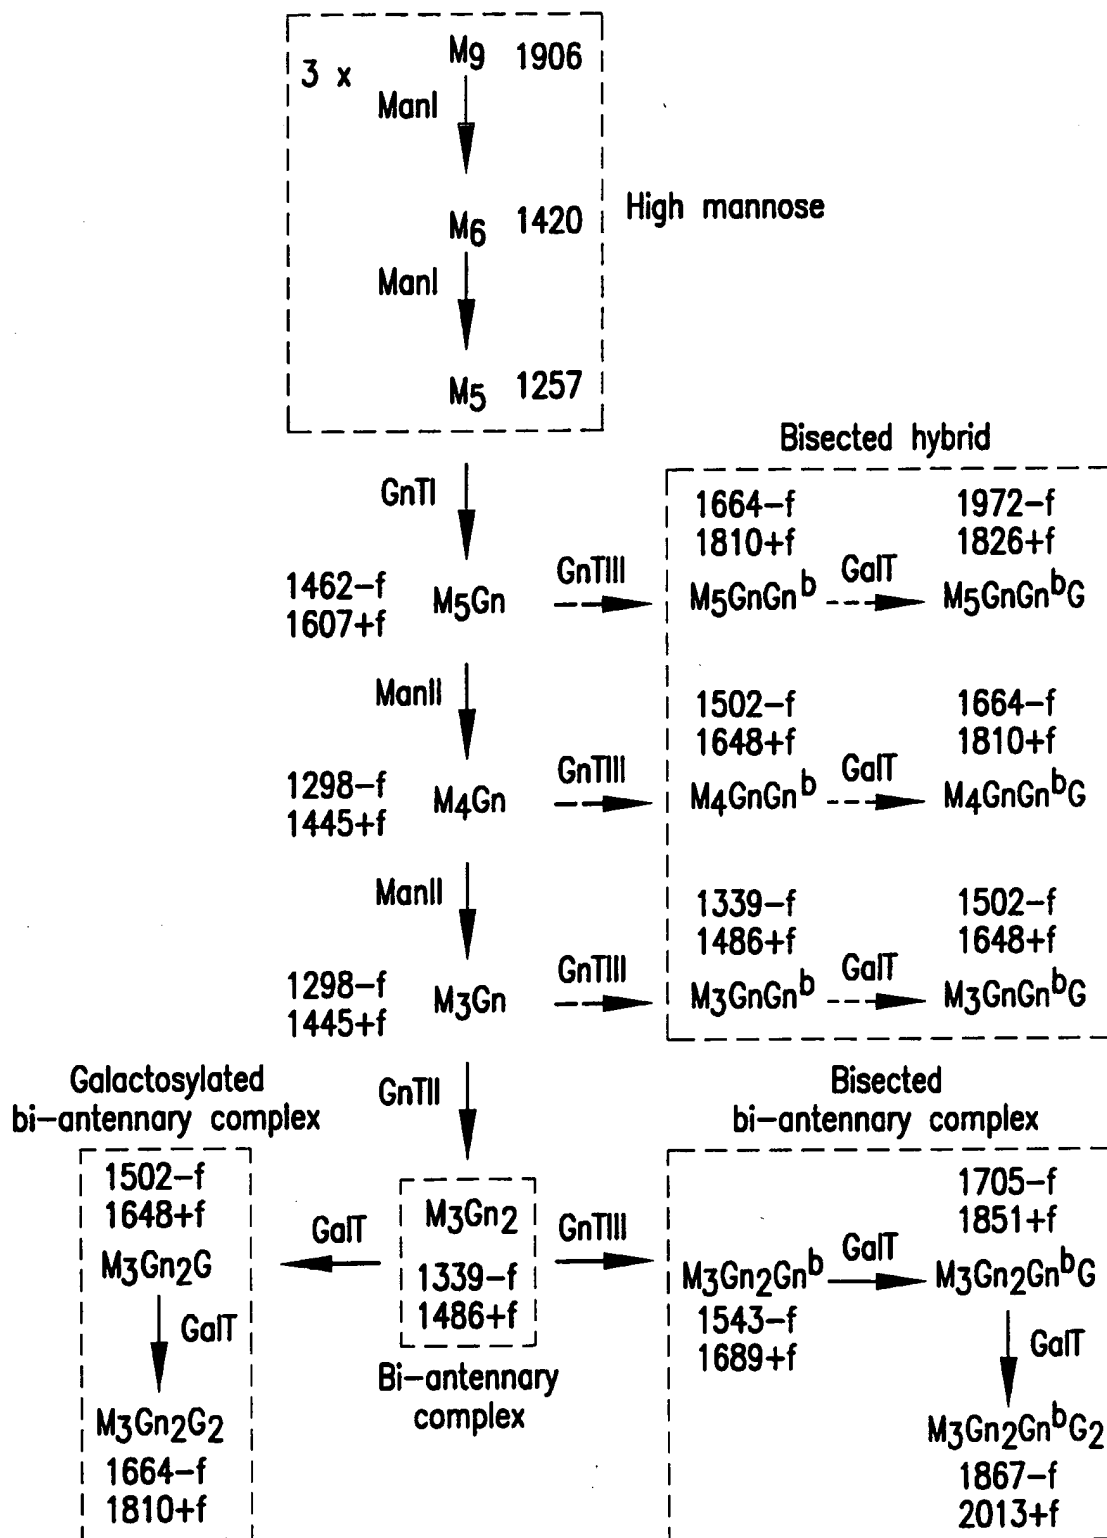 3 x
M9 1906
ManI
M6 1420
High mannose
ManI
M5 1257
GnTI
Bisected hybrid
1664-f
1810+f
1972-f
1826+f
1462-f
1607+f
M5Gn
GnTIII
M5GnGnb
GalT
M5GnGnbG
ManII
1502-f
1648+f
1664-f
1810+f
1298-f
1445+f
M4Gn
GnTIII
M4GnGnb
GalT
M4GnGnbG
ManII
1339-f
1486+f
1502-f
1648+f
1298-f
1445+f
M3Gn
GnTIII
M3GnGnb
GalT
M3GnGnbG
GnTII
Galactosylated
bi-antennary complex
1502-f
1648+f
M3Gn2G
GalT
M3Gn2G2
1664-f
1810+f
GalT
M3Gn2
1339-f
1486+f
Bi-antennary
complex
GnTIII
Bisected
bi-antennary complex
M3Gn2Gnb
1543-f
1689+f
GalT
1705-f
1851+f
M3Gn2GnbG
GalT
M3Gn2GnbG2
1867-f
2013+f